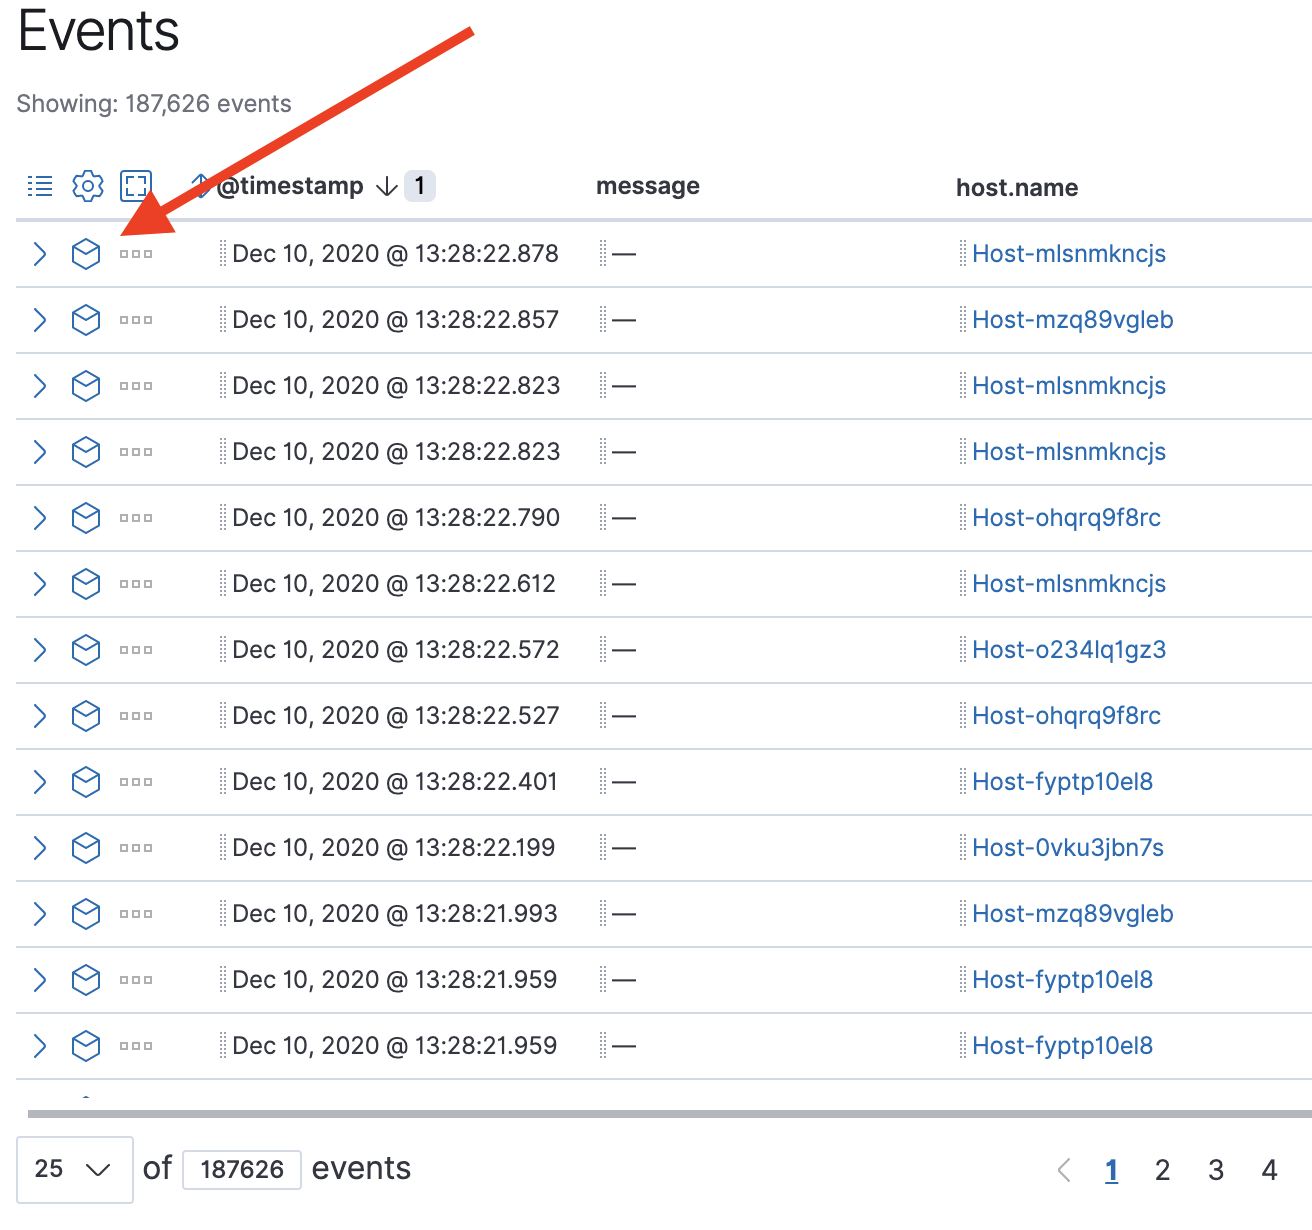 Events
Showing: 187,626 events
@timestamp 1 message host.name
Dec 10, 2020 @ 13:28:22.878 — Host-mlsnmkncjs
Dec 10, 2020 @ 13:28:22.857 — Host-mzq89vgleb
Dec 10, 2020 @ 13:28:22.823 — Host-mlsnmkncjs
Dec 10, 2020 @ 13:28:22.823 — Host-mlsnmkncjs
Dec 10, 2020 @ 13:28:22.790 — Host-ohqrq9f8rc
Dec 10, 2020 @ 13:28:22.612 — Host-mlsnmkncjs
Dec 10, 2020 @ 13:28:22.572 — Host-o234lq1gz3
Dec 10, 2020 @ 13:28:22.527 — Host-ohqrq9f8rc
Dec 10, 2020 @ 13:28:22.401 — Host-fyptp10el8
Dec 10, 2020 @ 13:28:22.199 — Host-0vku3jbn7s
Dec 10, 2020 @ 13:28:21.993 — Host-mzq89vgleb
Dec 10, 2020 @ 13:28:21.959 — Host-fyptp10el8
Dec 10, 2020 @ 13:28:21.959 — Host-fyptp10el8
25 of 187626 events 1 2 3 4